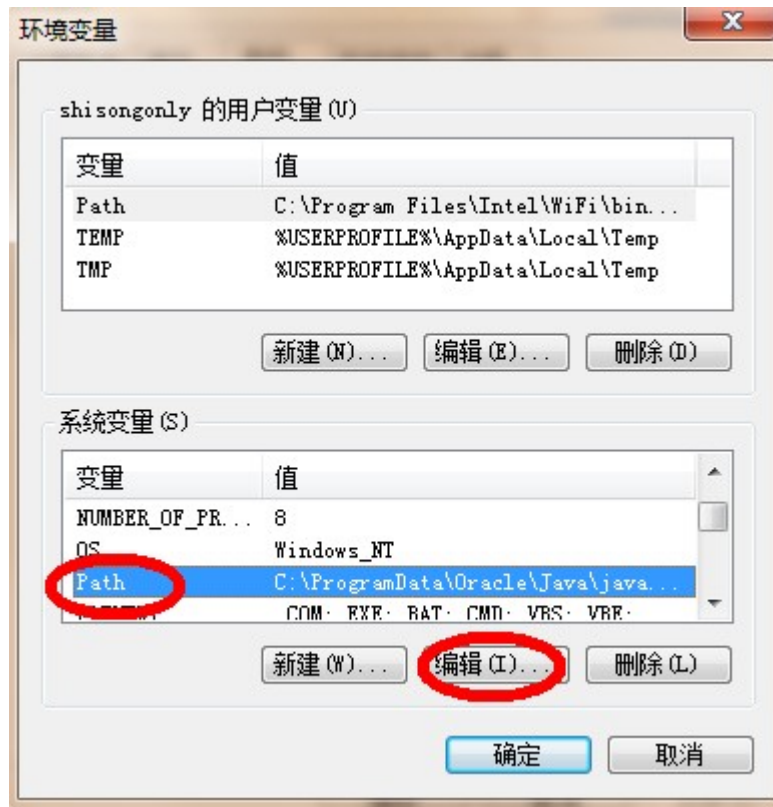 环境变量
shisongonly 的用户变量(U)
变量 值
Path C:\Program Files\Intel\WiFi\bin...
TEMP %USERPROFILE%\AppData\Local\Temp
TMP %USERPROFILE%\AppData\Local\Temp
新建(N)... 编辑(E)... 删除(D)
系统变量(S)
变量 值
NUMBER_OF_PR... 8
OS Windows_NT
Path C:\ProgramData\Oracle\Java\java...
.COM;.EXE;.BAT;.CMD;.VBS;.VBE;
新建(W)... 编辑(I)... 删除(L)
确定 取消